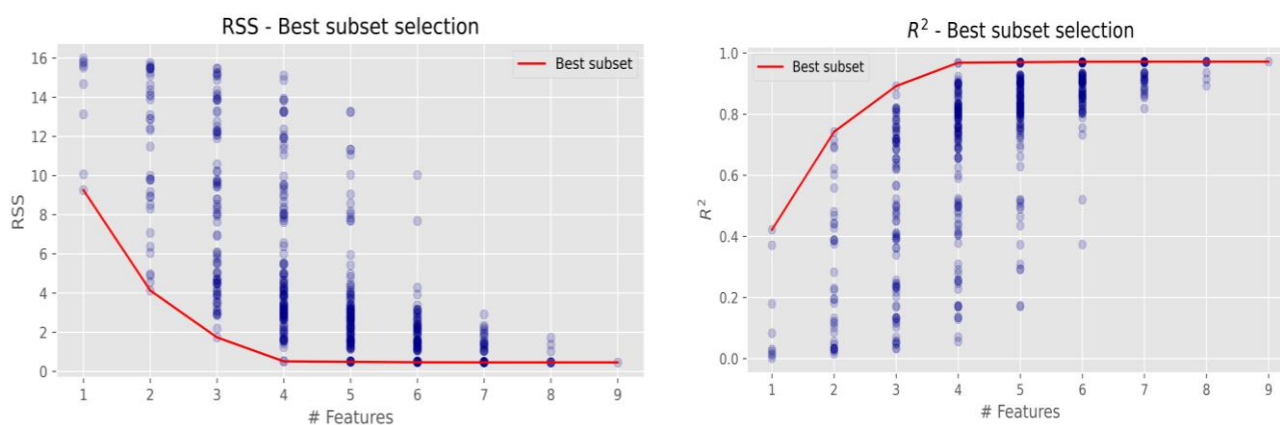 RSS - Best subset selection
Best subset
16
14
12
10
8
6
4
2
0
RSS
1 2 3 4 5 6 7 8 9
# Features
R² - Best subset selection
Best subset
1.0
0.8
0.6
0.4
0.2
0.0
R²
1 2 3 4 5 6 7 8 9
# Features